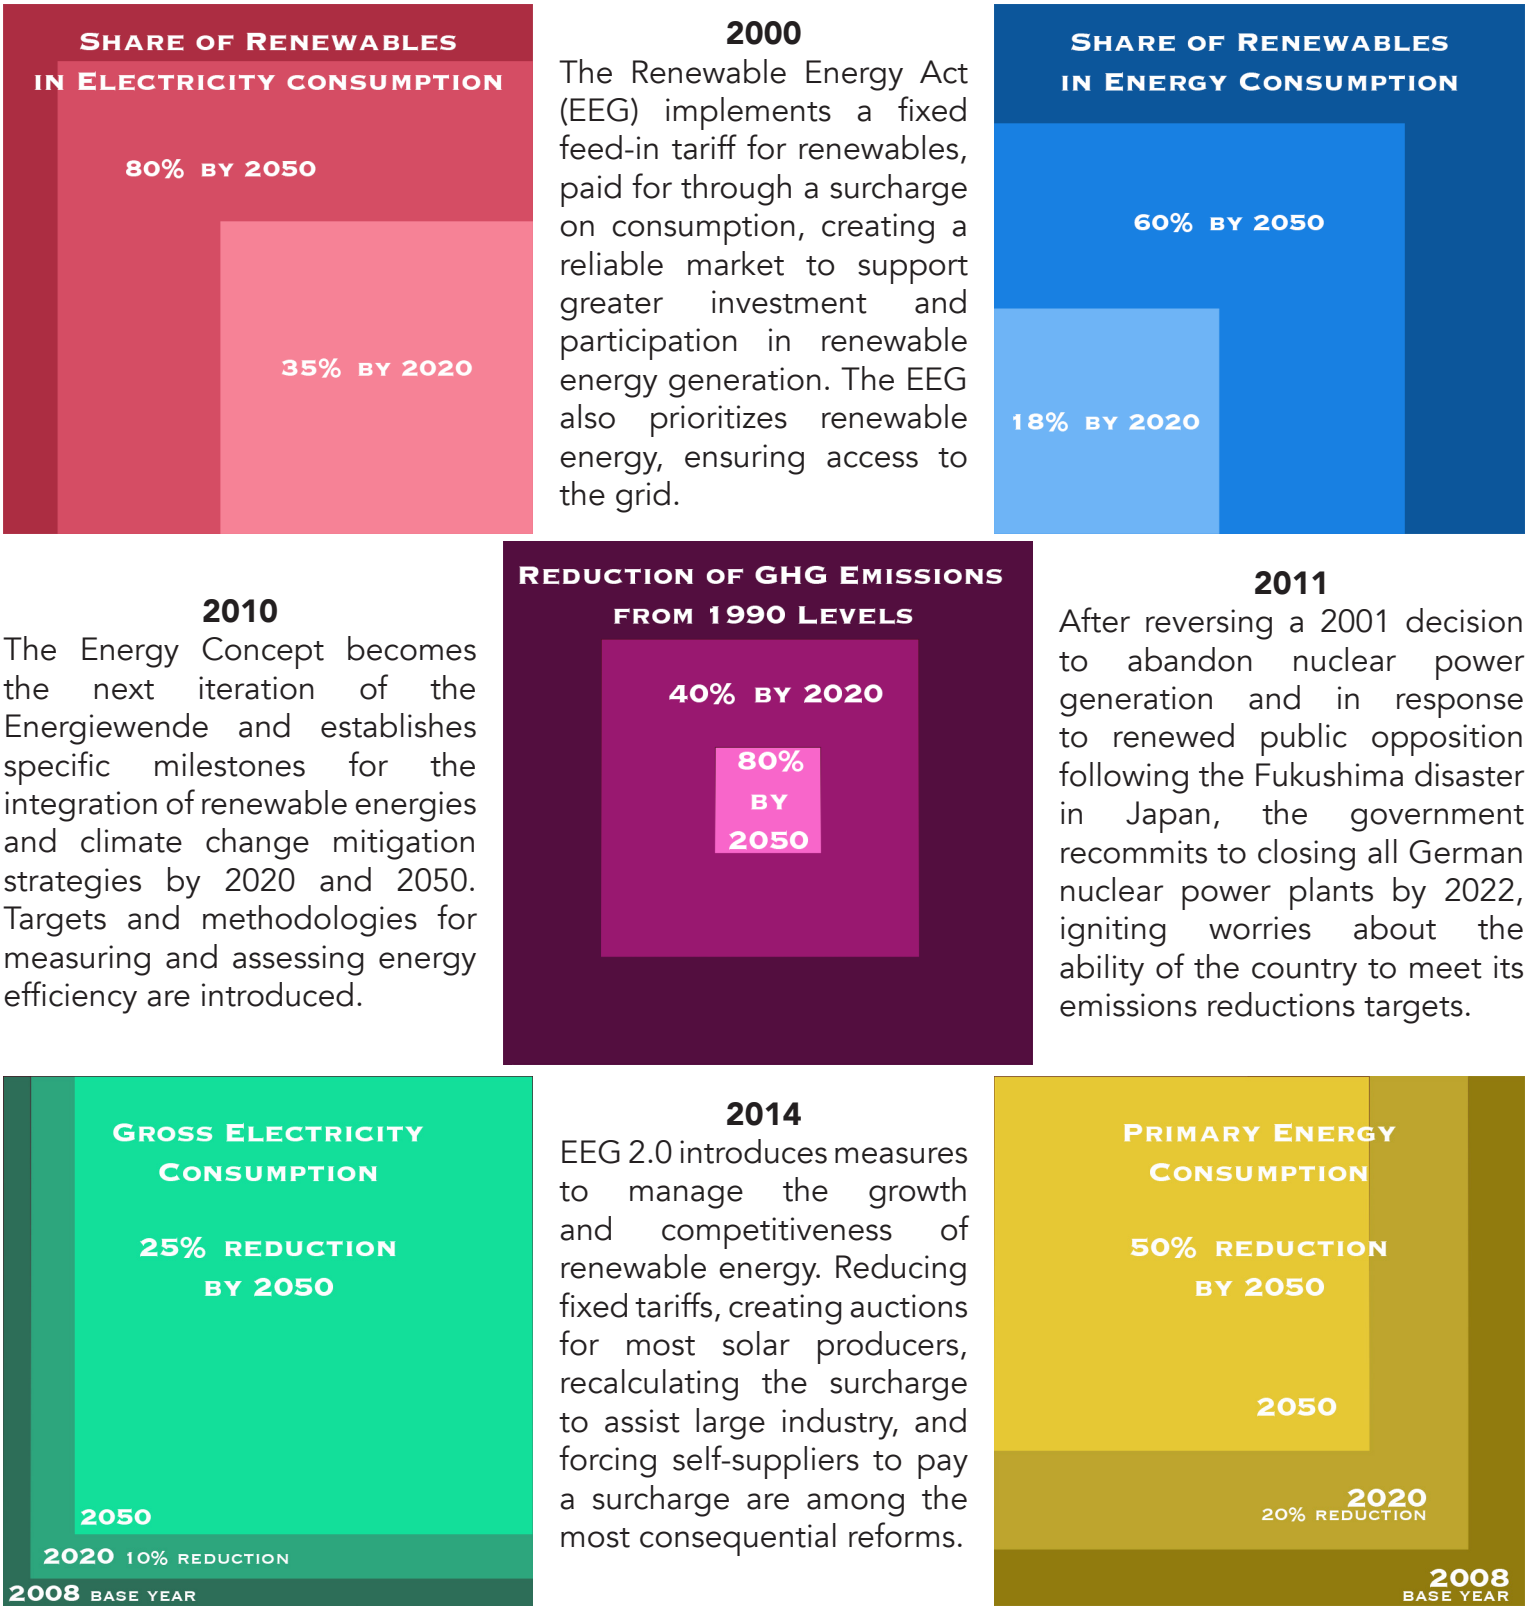 SHARE OF RENEWABLES
IN ELECTRICITY CONSUMPTION
80% BY 2050
35% BY 2020
2000
The Renewable Energy Act
(EEG) implements a fixed
feed-in tariff for renewables,
paid for through a surcharge
on consumption, creating a
reliable market to support
greater investment and
participation in renewable
energy generation. The EEG
also prioritizes renewable
energy, ensuring access to
the grid.
SHARE OF RENEWABLES
IN ENERGY CONSUMPTION
60% BY 2050
18% BY 2020
2010
The Energy Concept becomes
the next iteration of the
Energiewende and establishes
specific milestones for the
integration of renewable energies
and climate change mitigation
strategies by 2020 and 2050.
Targets and methodologies for
measuring and assessing energy
efficiency are introduced.
REDUCTION OF GHG EMISSIONS
FROM 1990 LEVELS
40% BY 2020
80%
BY
2050
2011
After reversing a 2001 decision
to abandon nuclear power
generation and in response
to renewed public opposition
following the Fukushima disaster
in Japan, the government
recommits to closing all German
nuclear power plants by 2022,
igniting worries about the
ability of the country to meet its
emissions reductions targets.
GROSS ELECTRICITY
CONSUMPTION
25% REDUCTION
BY 2050
2050
2020 10% REDUCTION
2008 BASE YEAR
2014
EEG 2.0 introduces measures
to manage the growth
and competitiveness of
renewable energy. Reducing
fixed tariffs, creating auctions
for most solar producers,
recalculating the surcharge
to assist large industry, and
forcing self-suppliers to pay
a surcharge are among the
most consequential reforms.
PRIMARY ENERGY
CONSUMPTION
50% REDUCTION
BY 2050
2050
2020
20% REDUCTION
2008
BASE YEAR